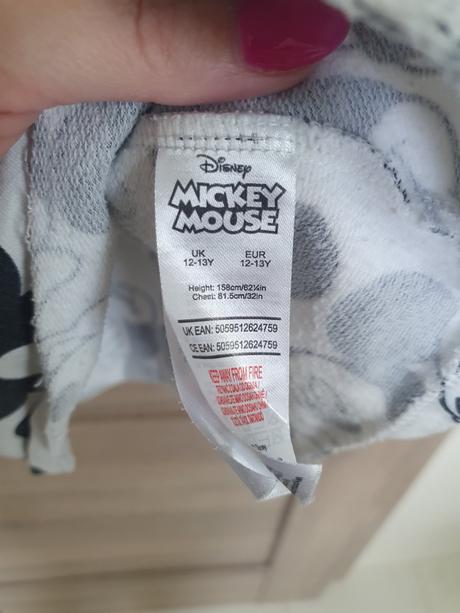 Disney
MICKEY
MOUSE
UK EUR
12-13Y 12-13Y
Height: 158cm/62¼in
Chest: 81.5cm/32in
UK EAN: 5059512624759
CE EAN: 5059512624759
KEEP AWAY FROM FIRE